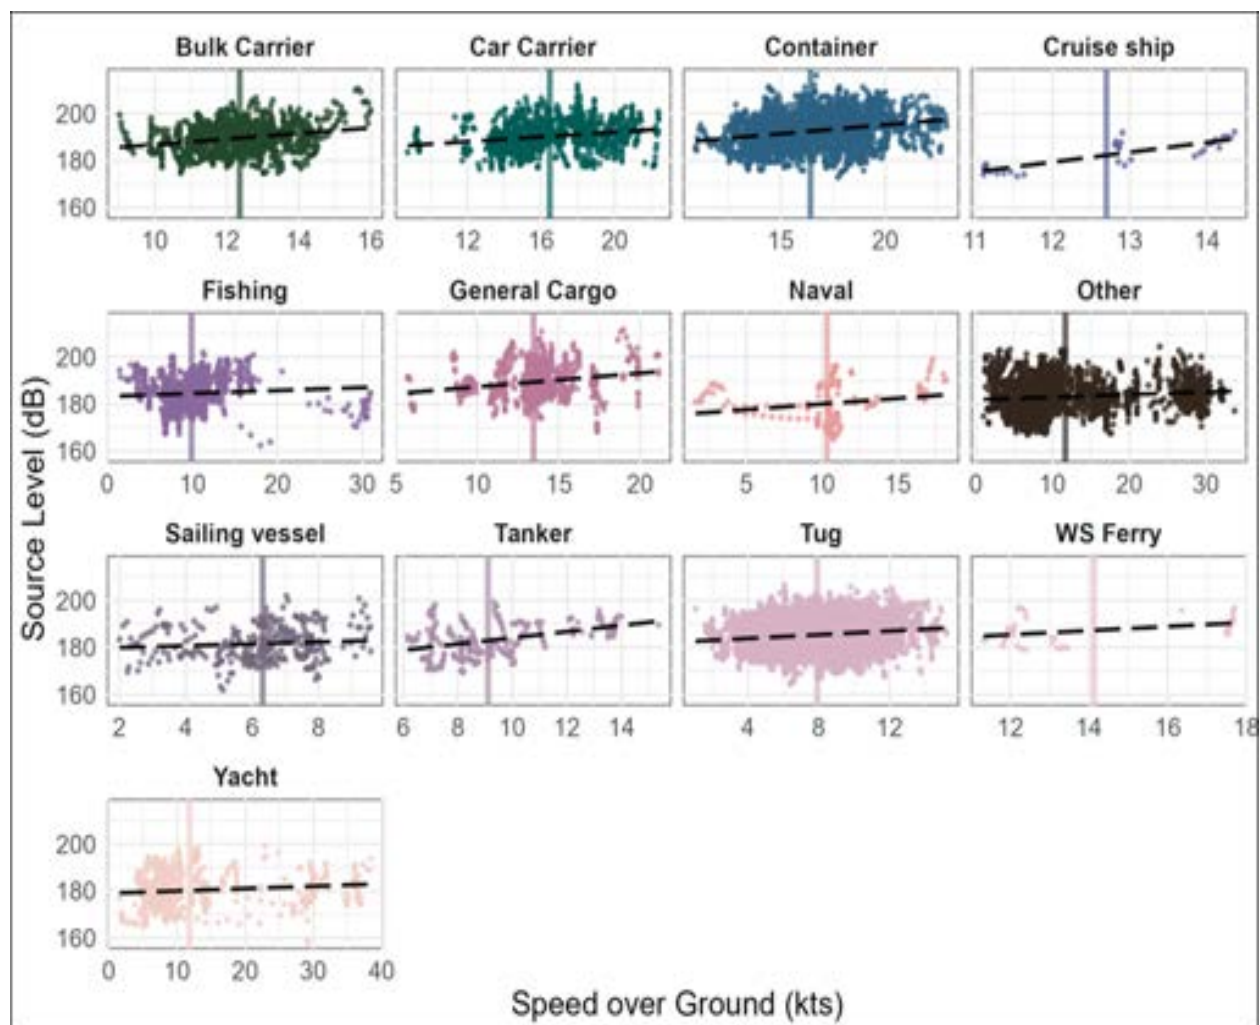 Bulk Carrier Car Carrier Container Cruise ship
200
180
160
10 12 14 16 12 16 20 15 20 11 12 13 14
Fishing General Cargo Naval Other
200
180
160
0 10 20 30 5 10 15 20 5 10 15 0 10 20 30
Sailing vessel Tanker Tug WS Ferry
200
180
160
2 4 6 8 6 8 10 12 14 4 8 12 12 14 16 18
Yacht
200
180
160
0 10 20 30 40
Source Level (dB)
Speed over Ground (kts)